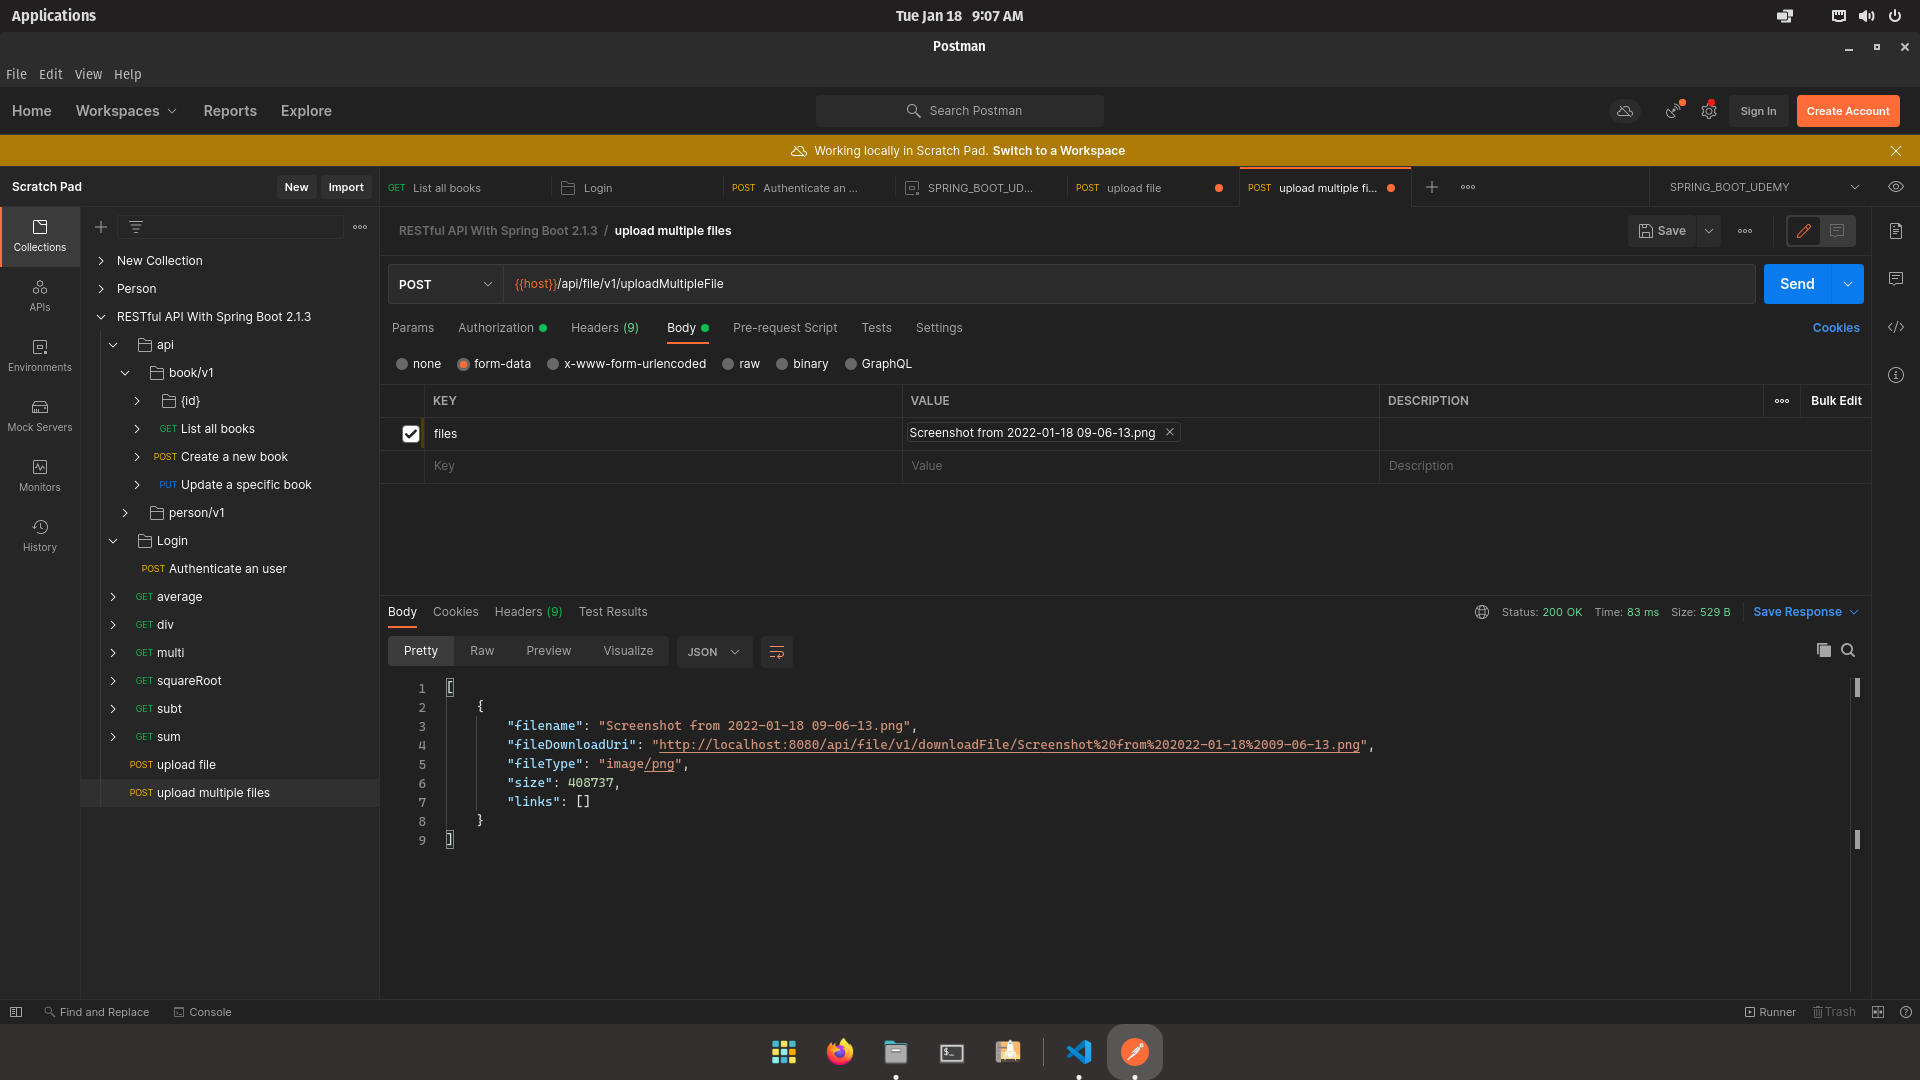 Applications
Tue Jan 18 9:07 AM
Postman
File Edit View Help
Home Workspaces Reports Explore
Search Postman
Sign In
Create Account
Working locally in Scratch Pad. Switch to a Workspace
Scratch Pad
New
Import
GET List all books
Login
POST Authenticate an ...
SPRING_BOOT_UD...
POST upload file
POST upload multiple fi...
SPRING_BOOT_UDEMY
Collections
APIs
Environments
Mock Servers
Monitors
History
New Collection
Person
RESTful API With Spring Boot 2.1.3
api
book/v1
{id}
GET List all books
POST Create a new book
PUT Update a specific book
person/v1
Login
POST Authenticate an user
GET average
GET div
GET multi
GET squareRoot
GET subt
GET sum
POST upload file
POST upload multiple files
RESTful API With Spring Boot 2.1.3 / upload multiple files
Save
POST
{{host}}/api/file/v1/uploadMultipleFile
Send
Params Authorization Headers (9) Body Pre-request Script Tests Settings
Cookies
none form-data x-www-form-urlencoded raw binary GraphQL
KEY VALUE DESCRIPTION
Bulk Edit
files Screenshot from 2022-01-18 09-06-13.png
Key Value Description
Body Cookies Headers (9) Test Results
Status: 200 OK Time: 83 ms Size: 529 B
Save Response
Pretty Raw Preview Visualize JSON
1 [
2 {
3 "filename": "Screenshot from 2022-01-18 09-06-13.png",
4 "fileDownloadUri": "http://localhost:8080/api/file/v1/downloadFile/Screenshot%20from%202022-01-18%2009-06-13.png",
5 "fileType": "image/png",
6 "size": 408737,
7 "links": []
8 }
9 ]
Find and Replace
Console
Runner
Trash